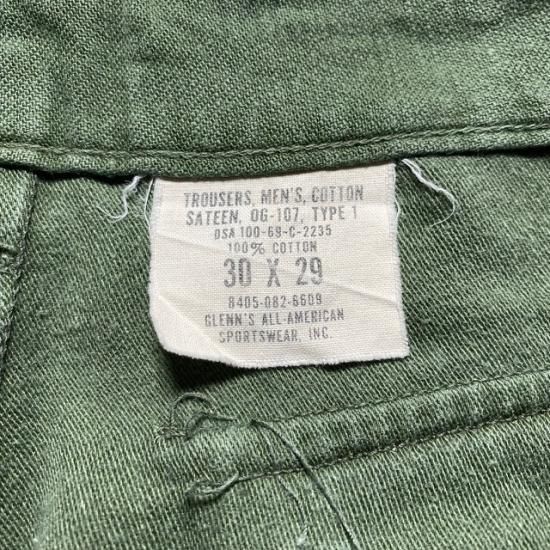 TROUSERS, MEN'S, COTTON
SATEEN, OG-107, TYPE 1
DSA 100-69-C-2235
100% COTTON
30 X 29
8405-082-6609
GLENN'S ALL-AMERICAN
SPORTSWEAR, INC.